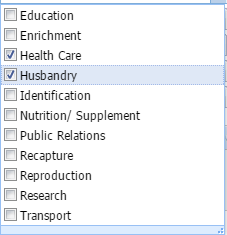 Education
Enrichment
Health Care
Husbandry
Identification
Nutrition/ Supplement
Public Relations
Recapture
Reproduction
Research
Transport